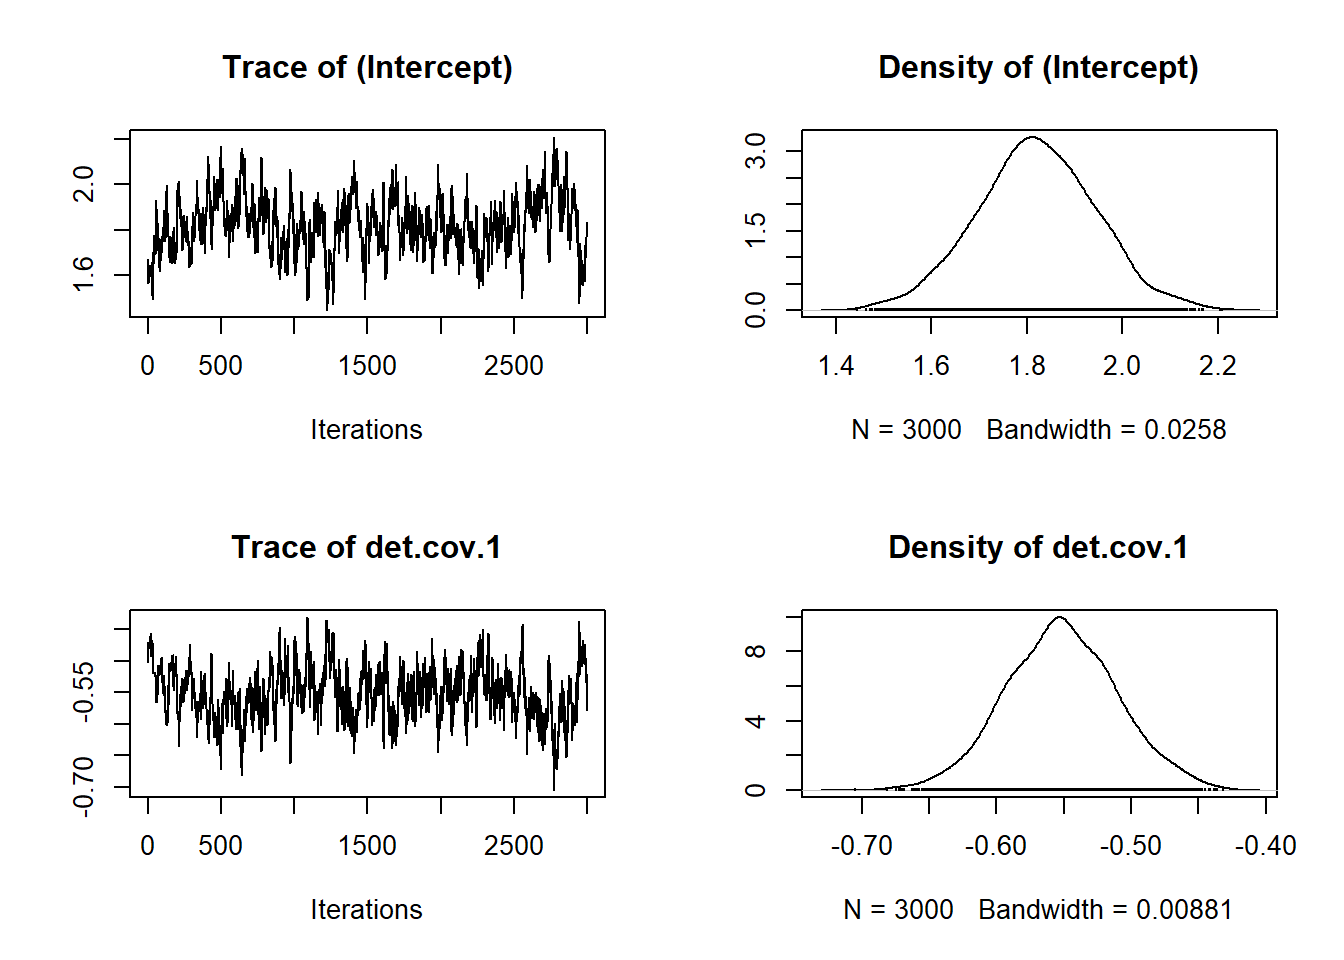 Trace of (Intercept)
2.0
1.6
0 500 1500 2500
Iterations
Density of (Intercept)
3.0
1.5
0.0
1.4 1.6 1.8 2.0 2.2
N = 3000 Bandwidth = 0.0258
Trace of det.cov.1
-0.55
-0.70
0 500 1500 2500
Iterations
Density of det.cov.1
8
4
0
-0.70 -0.60 -0.50 -0.40
N = 3000 Bandwidth = 0.00881